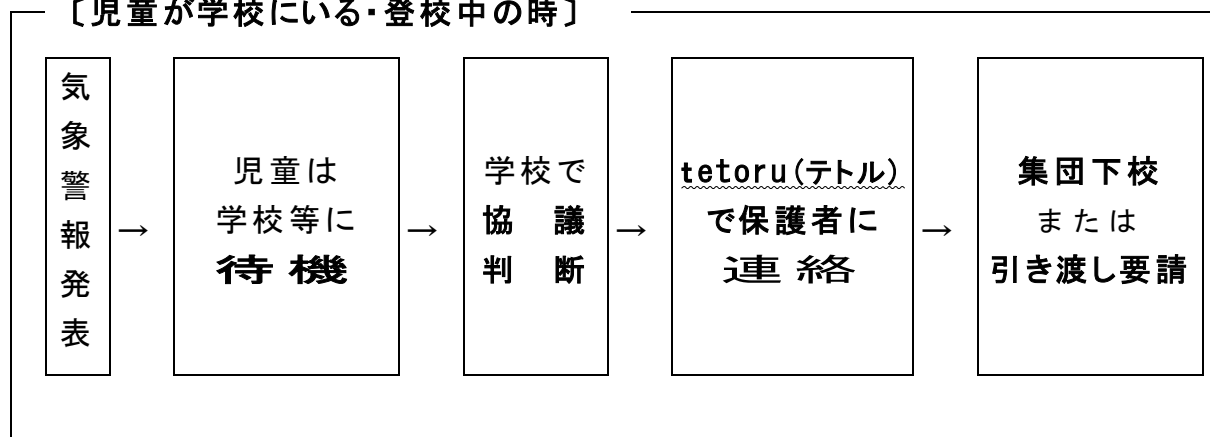 〔児童が学校にいる・登校中の時〕
気象警報発表
→
児童は
学校等に
待機
→
学校で
協議
判断
→
tetoru(テトル)
で保護者に
連絡
→
集団下校
または
引き渡し要請